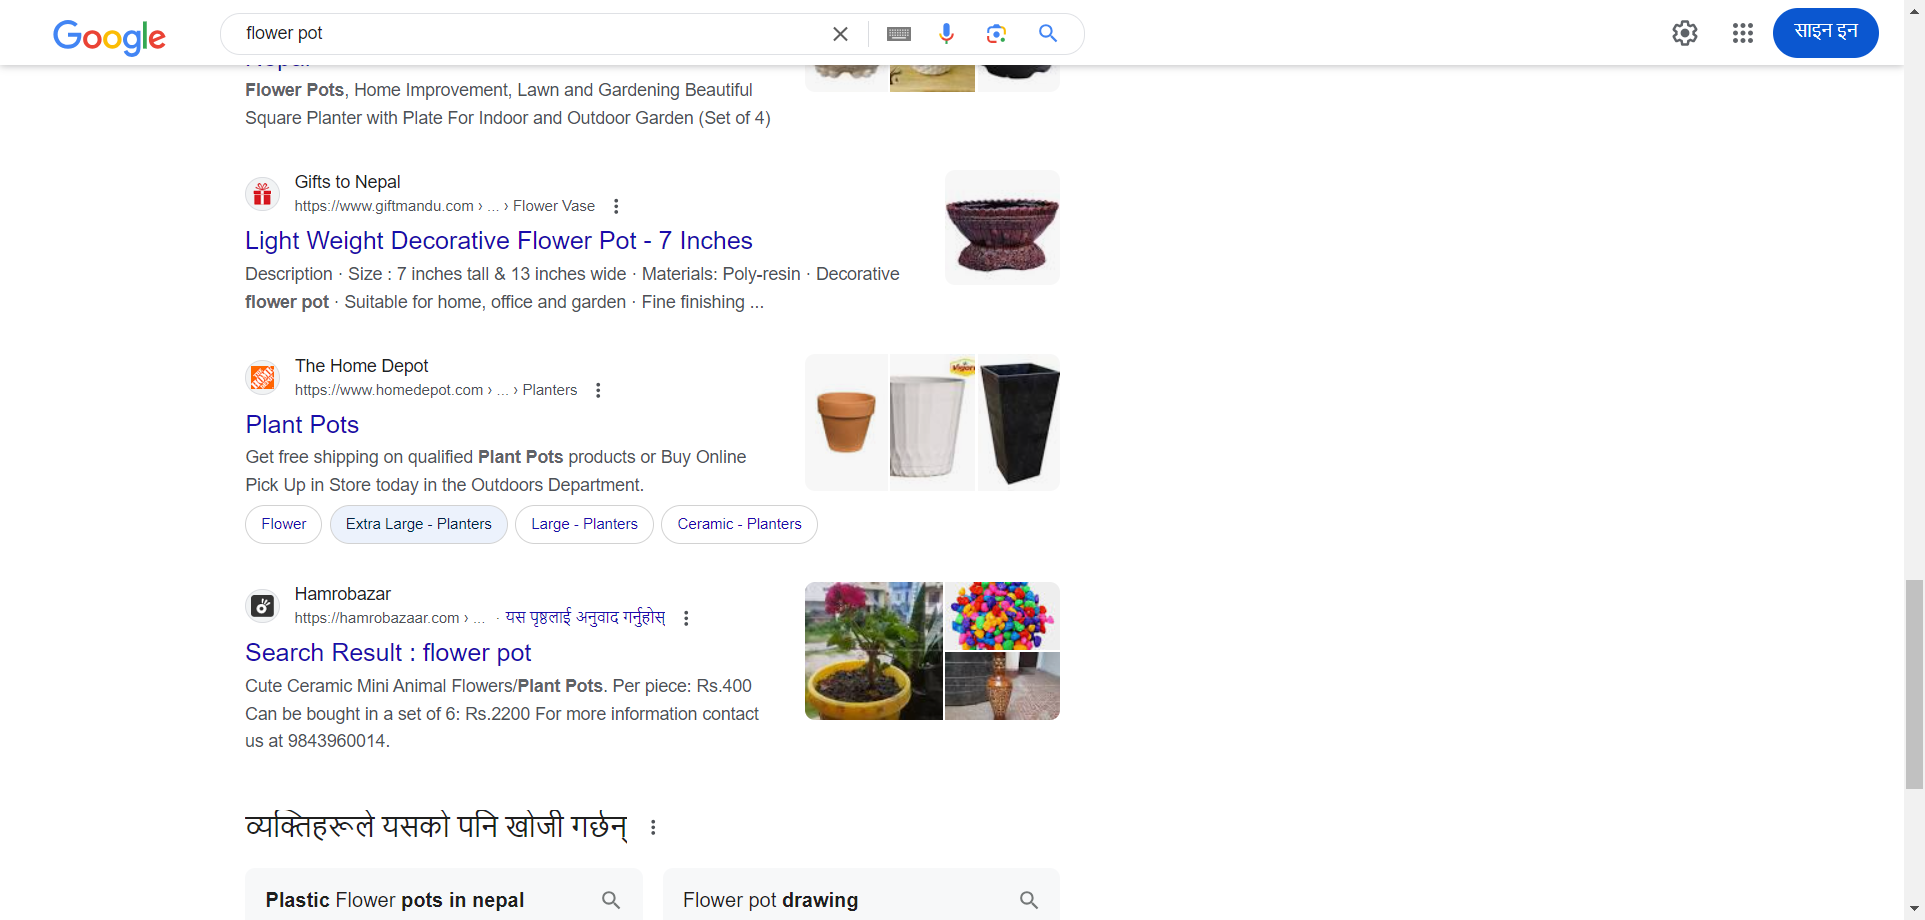 Google
flower pot
साइन इन
Nepal
Flower Pots, Home Improvement, Lawn and Gardening Beautiful
Square Planter with Plate For Indoor and Outdoor Garden (Set of 4)
Gifts to Nepal
https://www.giftmandu.com › ... › Flower Vase
Light Weight Decorative Flower Pot - 7 Inches
Description · Size : 7 inches tall & 13 inches wide · Materials: Poly-resin · Decorative
flower pot · Suitable for home, office and garden · Fine finishing ...
The Home Depot
https://www.homedepot.com › ... › Planters
Plant Pots
Get free shipping on qualified Plant Pots products or Buy Online
Pick Up in Store today in the Outdoors Department.
Flower
Extra Large - Planters
Large - Planters
Ceramic - Planters
Vigoro
Hamrobazar
https://hamrobazaar.com › ... · यस पृष्ठलाई अनुवाद गर्नुहोस्
Search Result : flower pot
Cute Ceramic Mini Animal Flowers/Plant Pots. Per piece: Rs.400
Can be bought in a set of 6: Rs.2200 For more information contact
us at 9843960014.
व्यक्तिहरूले यसको पनि खोजी गर्छन्
Plastic Flower pots in nepal
Flower pot drawing